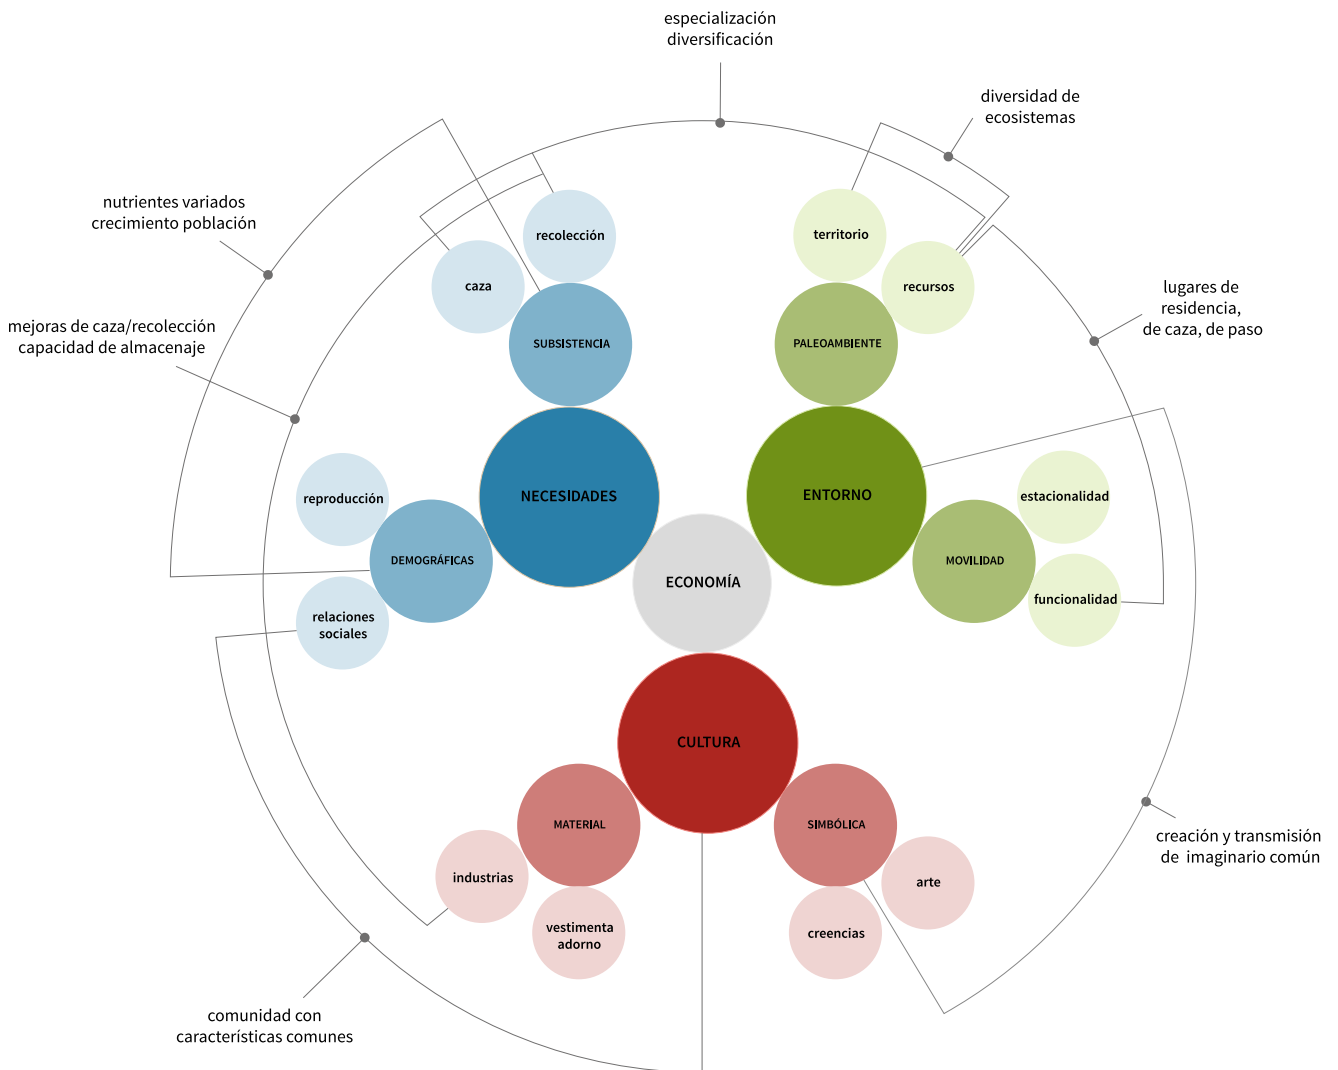 especialización
diversificación
diversidad de
ecosistemas
nutrientes variados
crecimiento población
recolección
territorio
caza
recursos
lugares de
residencia,
de caza, de paso
mejoras de caza/recolección
capacidad de almacenaje
SUBSISTENCIA
PALEOAMBIENTE
NECESIDADES
ENTORNO
reproducción
estacionalidad
DEMOGRÁFICAS
MOVILIDAD
ECONOMÍA
funcionalidad
relaciones
sociales
CULTURA
MATERIAL
SIMBÓLICA
creación y transmisión
de imaginario común
industrias
arte
vestimenta
adorno
creencias
comunidad con
características comunes